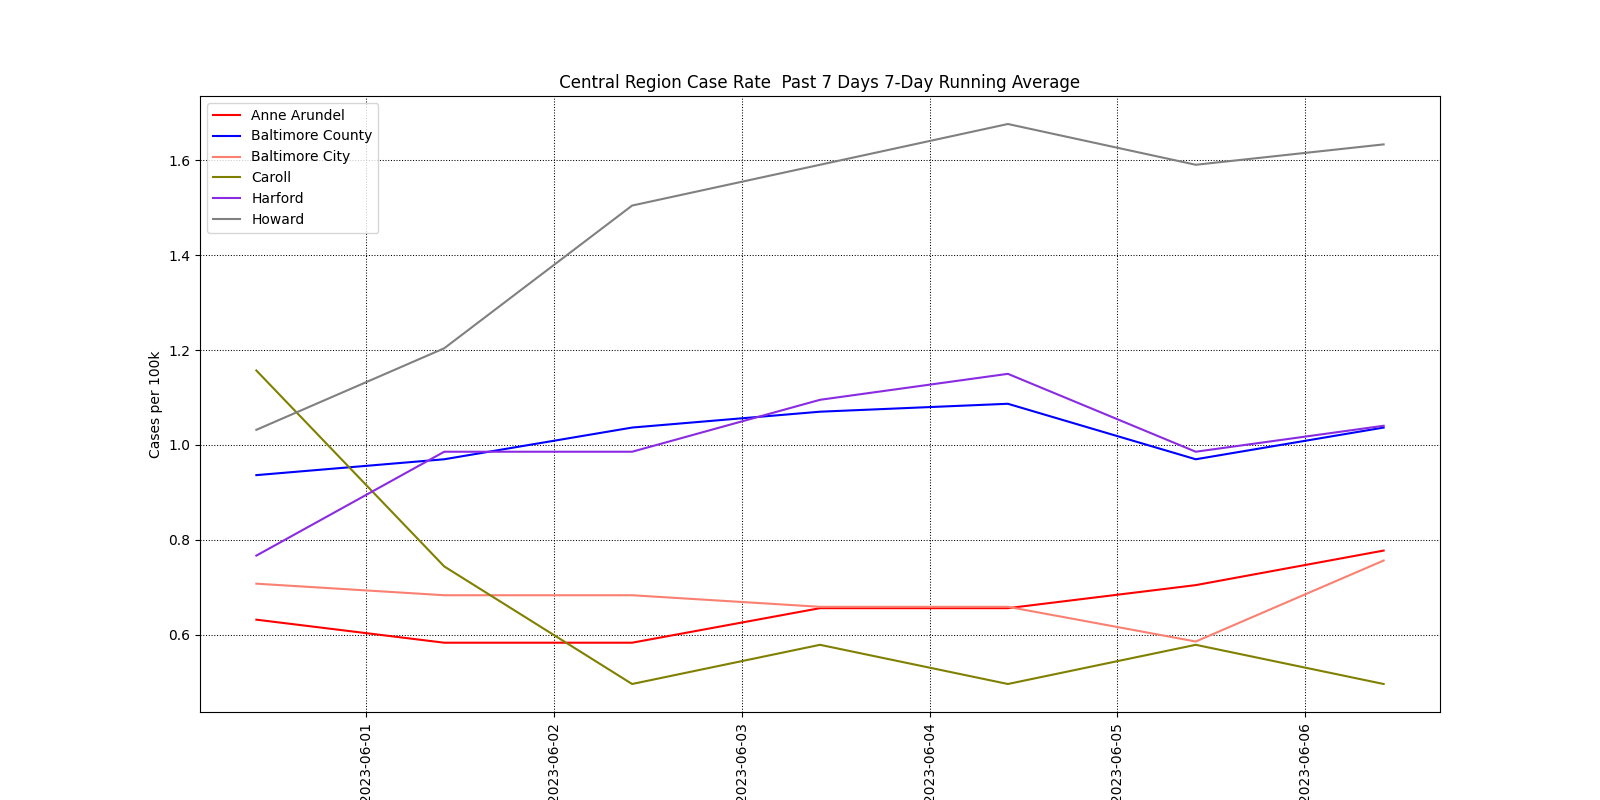 Central Region Case Rate  Past 7 Days 7-Day Running Average
Anne Arundel
Baltimore County
Baltimore City
Caroll
Harford
Howard
Cases per 100k
1.6
1.4
1.2
1.0
0.8
0.6
2023-06-01
2023-06-02
2023-06-03
2023-06-04
2023-06-05
2023-06-06